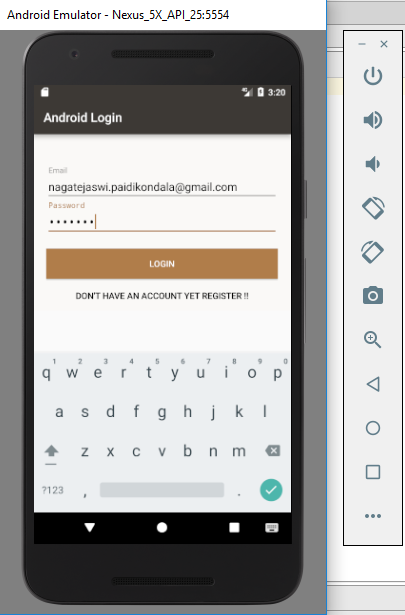 Android Emulator - Nexus_5X_API_25:5554
3:20
Android Login
Email
nagatejaswi.paidikondala@gmail.com
Password
•••••••
LOGIN
DON'T HAVE AN ACCOUNT YET REGISTER !!
1 2 3 4 5 6 7 8 9 0
q w e r t y u i o p
a s d f g h j k l
z x c v b n m
?123 , .